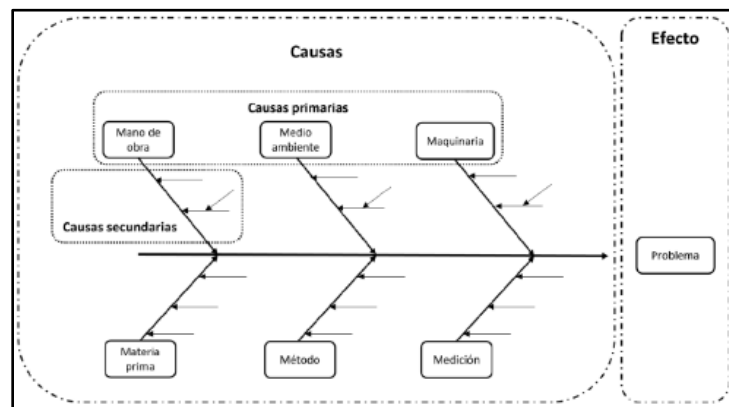 Causas
Efecto
Causas primarias
Mano de
obra
Medio
ambiente
Maquinaria
Causas secundarias
Problema
Materia
prima
Método
Medición